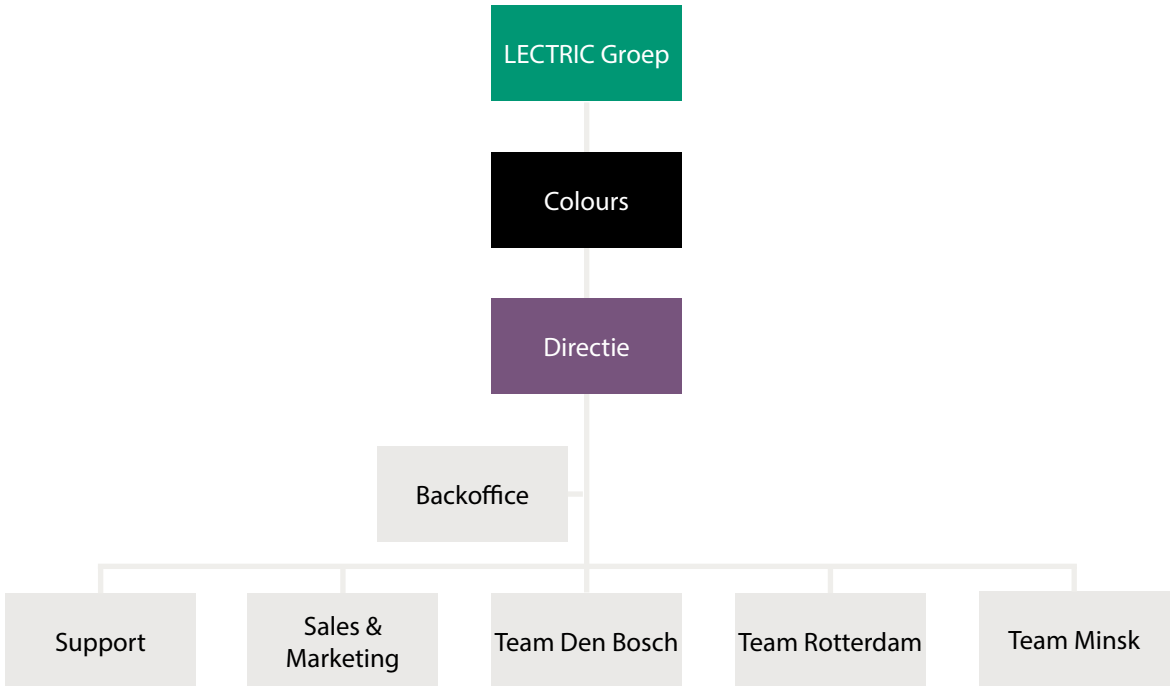 LECTRIC Groep
Colours
Directie
Backoffice
Support
Sales &
Marketing
Team Den Bosch
Team Rotterdam
Team Minsk